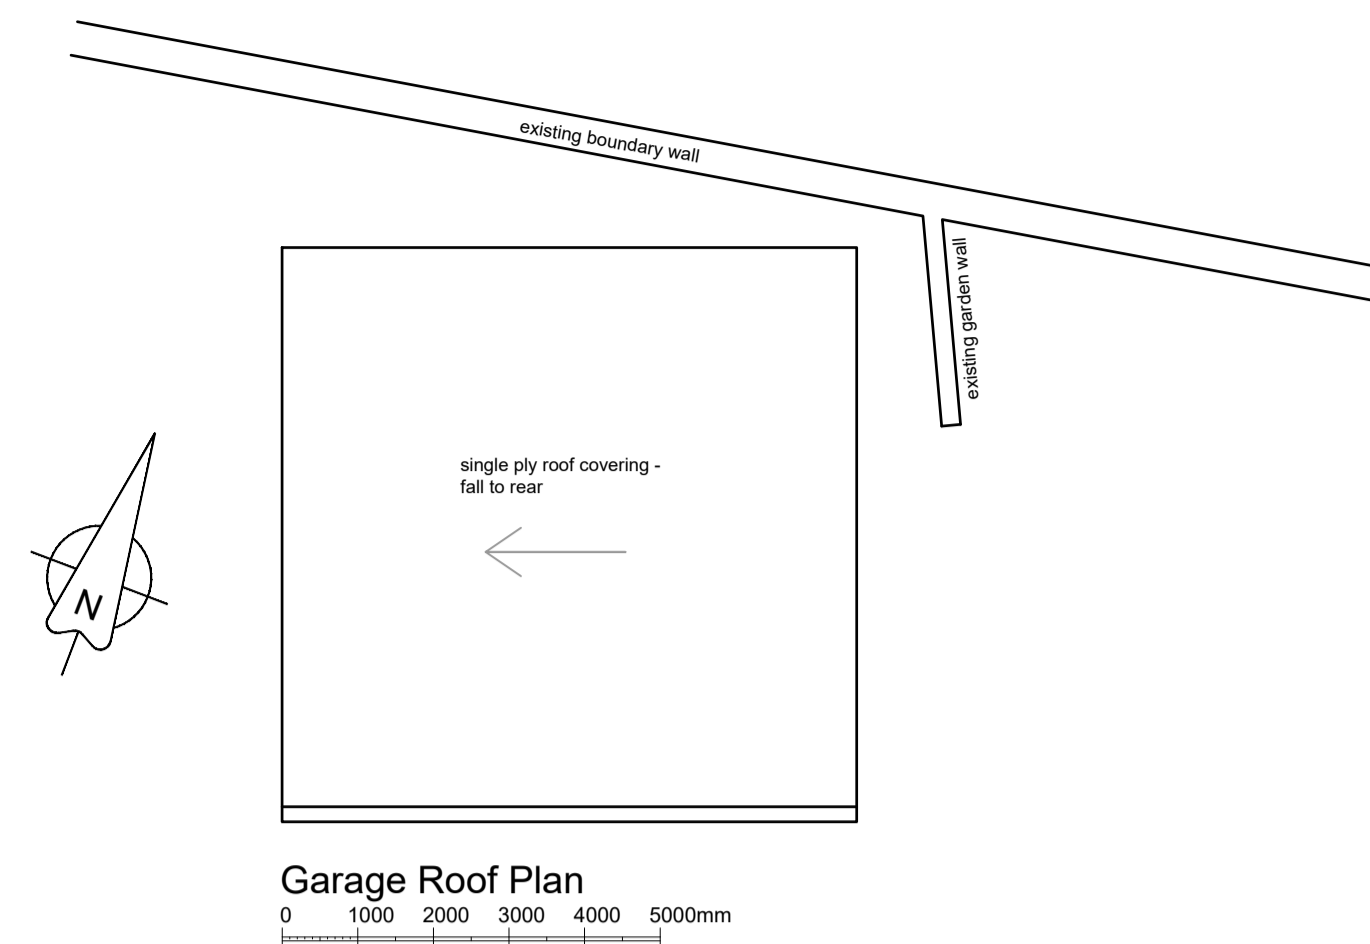 existing boundary wall
existing garden wall
single ply roof covering -
fall to rear
N
Garage Roof Plan
0 1000 2000 3000 4000 5000mm